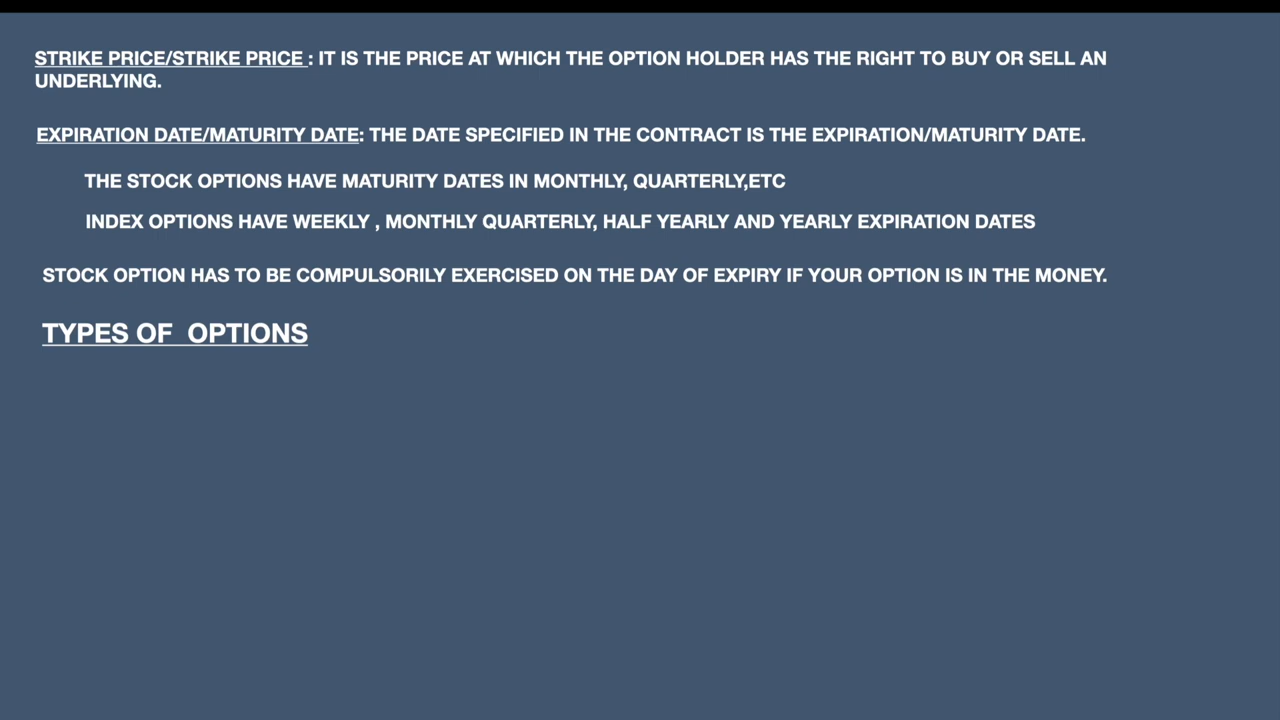 STRIKE PRICE/STRIKE PRICE : IT IS THE PRICE AT WHICH THE OPTION HOLDER HAS THE RIGHT TO BUY OR SELL AN
UNDERLYING.
EXPIRATION DATE/MATURITY DATE: THE DATE SPECIFIED IN THE CONTRACT IS THE EXPIRATION/MATURITY DATE.
THE STOCK OPTIONS HAVE MATURITY DATES IN MONTHLY, QUARTERLY,ETC
INDEX OPTIONS HAVE WEEKLY , MONTHLY QUARTERLY, HALF YEARLY AND YEARLY EXPIRATION DATES
STOCK OPTION HAS TO BE COMPULSORILY EXERCISED ON THE DAY OF EXPIRY IF YOUR OPTION IS IN THE MONEY.
TYPES OF  OPTIONS